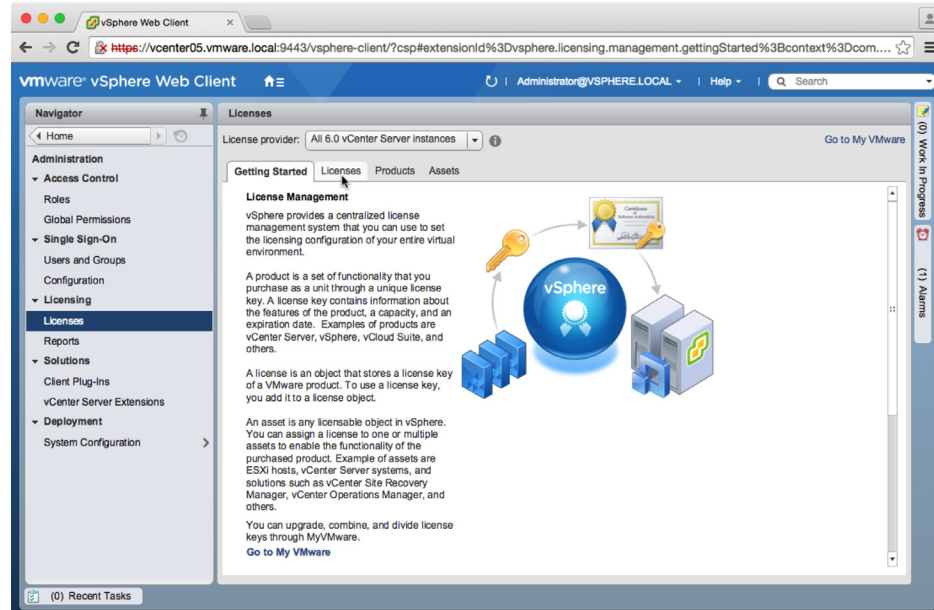 vSphere Web Client
https://vcenter05.vmware.local:9443/vsphere-client/?csp#extensionId%3Dvsphere.licensing.management.gettingStarted%3Bcontext%3Dcom....
vmware® vSphere Web Client
Administrator@VSPHERE.LOCAL
Help
Search
Navigator
Home
Administration
Access Control
Roles
Global Permissions
Single Sign-On
Users and Groups
Configuration
Licensing
Licenses
Reports
Solutions
Client Plug-Ins
vCenter Server Extensions
Deployment
System Configuration
Licenses
License provider: All 6.0 vCenter Server instances
Go to My VMware
Getting Started Licenses Products Assets
License Management
vSphere provides a centralized license
management system that you can use to set
the licensing configuration of your entire virtual
environment.
A product is a set of functionality that you
purchase as a unit through a unique license
key. A license key contains information about
the features of the product, a capacity, and an
expiration date. Examples of products are
vCenter Server, vSphere, vCloud Suite, and
others.
A license is an object that stores a license key
of a VMware product. To use a license key,
you add it to a license object.
An asset is any licensable object in vSphere.
You can assign a license to one or multiple
assets to enable the functionality of the
purchased product. Example of assets are
ESXi hosts, vCenter Server systems, and
solutions such as vCenter Site Recovery
Manager, vCenter Operations Manager, and
others.
You can upgrade, combine, and divide license
keys through MyVMware.
Go to My VMware
Certificate
vSphere
(0) Work In Progress
(1) Alarms
(0) Recent Tasks